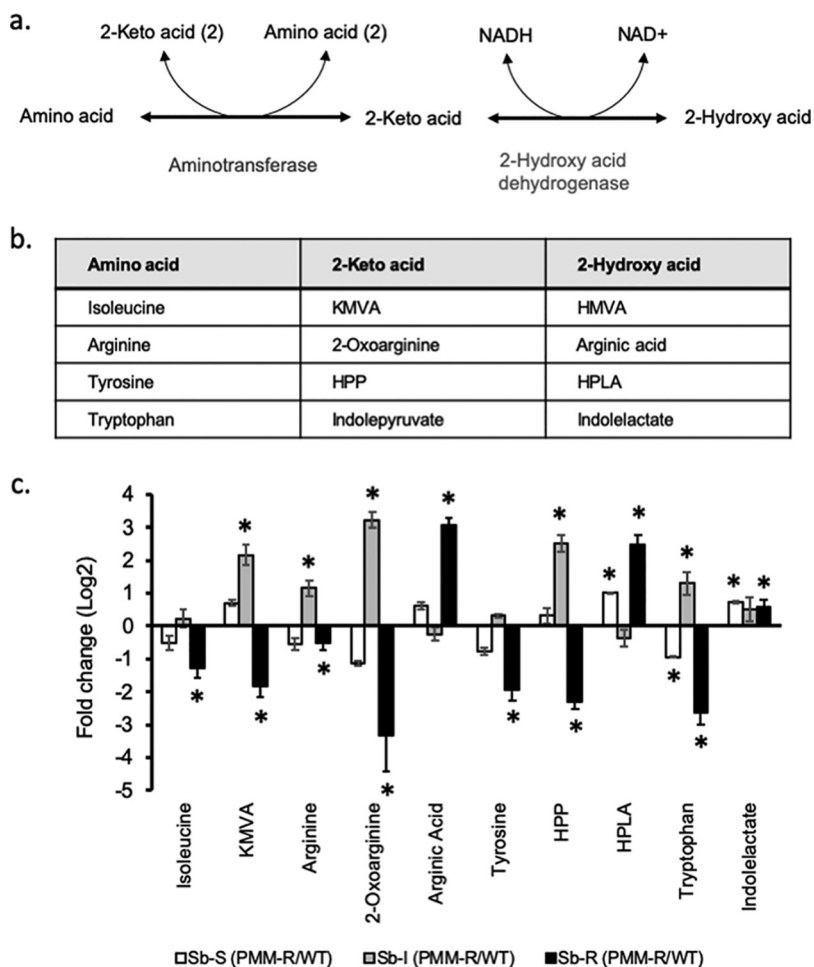 a.
2-Keto acid (2) Amino acid (2) NADH NAD+
Amino acid 2-Keto acid 2-Hydroxy acid
Aminotransferase 2-Hydroxy acid
dehydrogenase
b.
Amino acid 2-Keto acid 2-Hydroxy acid
Isoleucine KMVA HMVA
Arginine 2-Oxoarginine Arginic acid
Tyrosine HPP HPLA
Tryptophan Indolepyruvate Indolelactate
c.
Fold change (Log2)
4
3
2
1
0
-1
-2
-3
-4
-5
* * * * * * * * * * *
* * * * * * * *
Isoleucine
KMVA
Arginine
2-Oxoarginine
Arginic Acid
Tyrosine
HPP
HPLA
Tryptophan
Indolelactate
Sb-S (PMM-R/WT) Sb-I (PMM-R/WT) Sb-R (PMM-R/WT)